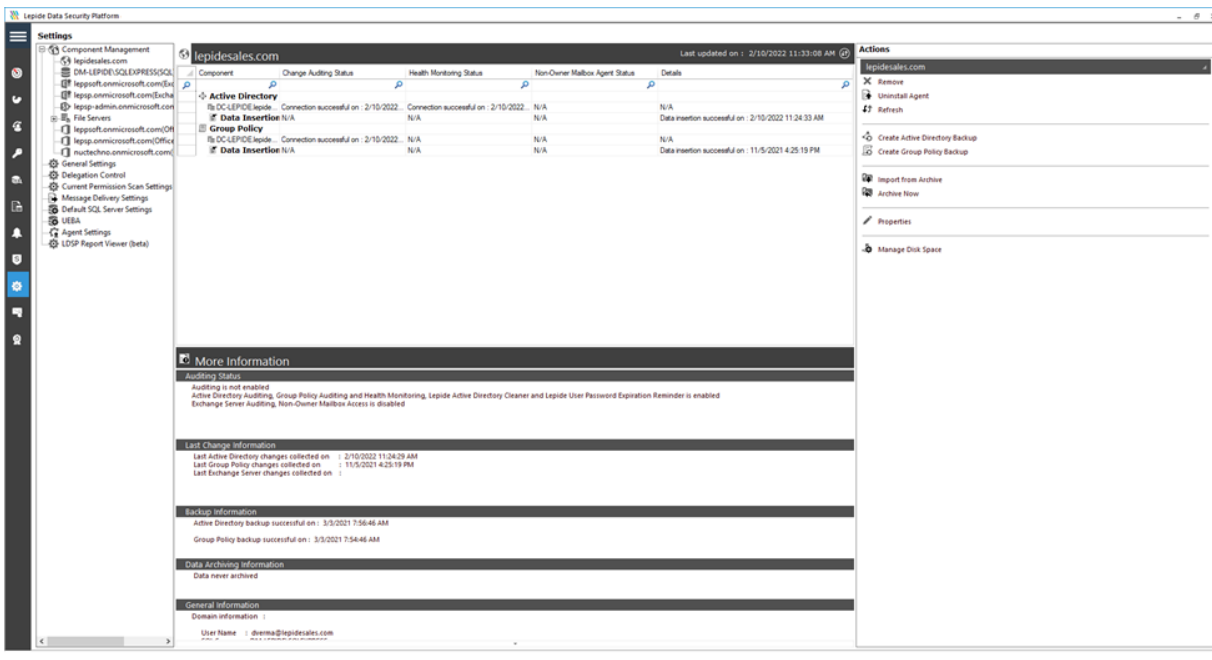 Lepide Data Security Platform
Settings
Component Management
lepidesales.com
DM-LEPIDE\SQLEXPRESS(SQL
leppsoft.onmicrosoft.com(Exc
lepsp.onmicrosoft.com(Excha
lepsp-admin.onmicrosoft.con
File Servers
leppsoft.onmicrosoft.com(Off
lepsp.onmicrosoft.com(Office
nuctechno.onmicrosoft.com(
General Settings
Delegation Control
Current Permission Scan Settings
Message Delivery Settings
Default SQL Server Settings
UEBA
Agent Settings
LDSP Report Viewer (beta)
lepidesales.com Last updated on : 2/10/2022 11:33:08 AM
Component Change Auditing Status Health Monitoring Status Non-Owner Mailbox Agent Status Details
Active Directory
DC-LEPIDE.lepide... Connection successful on : 2/10/2022... Connection successful on : 2/10/2022... N/A N/A
Data Insertion N/A N/A N/A Data insertion successful on : 2/10/2022 11:24:33 AM
Group Policy
DC-LEPIDE.lepide... Connection successful on : 2/10/2022... N/A N/A N/A
Data Insertion N/A N/A N/A Data insertion successful on : 11/5/2021 4:25:19 PM
More Information
Auditing Status
Auditing is not enabled
Active Directory Auditing, Group Policy Auditing and Health Monitoring, Lepide Active Directory Cleaner and Lepide User Password Expiration Reminder is enabled
Exchange Server Auditing, Non-Owner Mailbox Access is disabled
Last Change Information
Last Active Directory changes collected on : 2/10/2022 11:24:29 AM
Last Group Policy changes collected on : 11/5/2021 4:25:19 PM
Last Exchange Server changes collected on :
Backup Information
Active Directory backup successful on : 3/3/2021 7:56:46 AM
Group Policy backup successful on : 3/3/2021 7:54:46 AM
Data Archiving Information
Data never archived
General Information
Domain information :
User Name : dverma@lepidesales.com
Actions
lepidesales.com
Remove
Uninstall Agent
Refresh
Create Active Directory Backup
Create Group Policy Backup
Import from Archive
Archive Now
Properties
Manage Disk Space